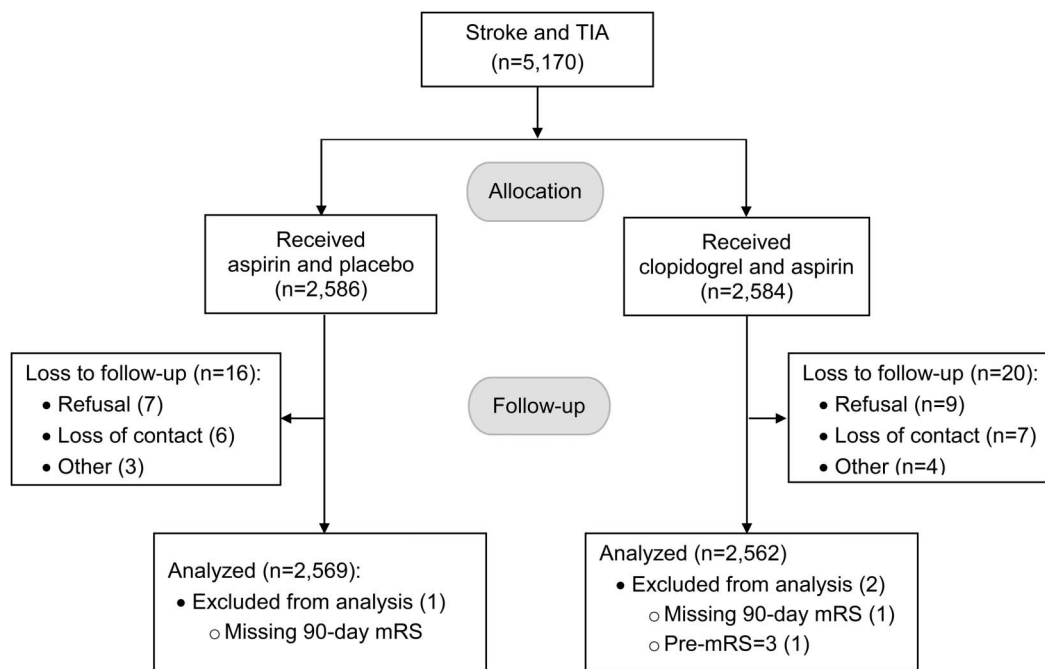 Stroke and TIA
(n=5,170)
Allocation
Received
aspirin and placebo
(n=2,586)
Received
clopidogrel and aspirin
(n=2,584)
Loss to follow-up (n=16):
• Refusal (7)
• Loss of contact (6)
• Other (3)
Follow-up
Loss to follow-up (n=20):
• Refusal (n=9)
• Loss of contact (n=7)
• Other (n=4)
Analyzed (n=2,569):
• Excluded from analysis (1)
○ Missing 90-day mRS
Analyzed (n=2,562)
• Excluded from analysis (2)
○ Missing 90-day mRS (1)
○ Pre-mRS=3 (1)